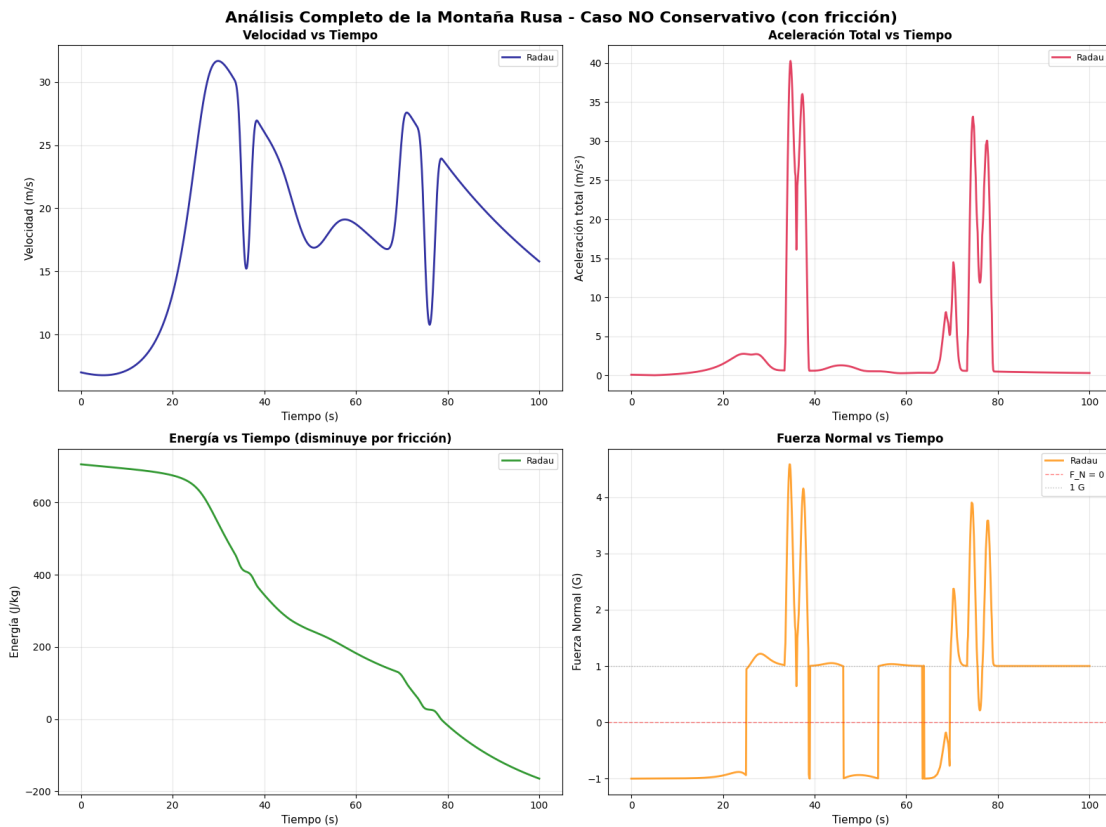 Análisis Completo de la Montaña Rusa - Caso NO Conservativo (con fricción)
Velocidad vs Tiempo
Radau
Velocidad (m/s)
30
25
20
15
10
0 20 40 60 80 100
Tiempo (s)
Aceleración Total vs Tiempo
Radau
Aceleración total (m/s²)
40
35
30
25
20
15
10
5
0
0 20 40 60 80 100
Tiempo (s)
Energía vs Tiempo (disminuye por fricción)
Radau
Energía (J/kg)
600
400
200
0
−200
0 20 40 60 80 100
Tiempo (s)
Fuerza Normal vs Tiempo
Radau
F_N = 0
1 G
Fuerza Normal (G)
4
3
2
1
0
−1
0 20 40 60 80 100
Tiempo (s)